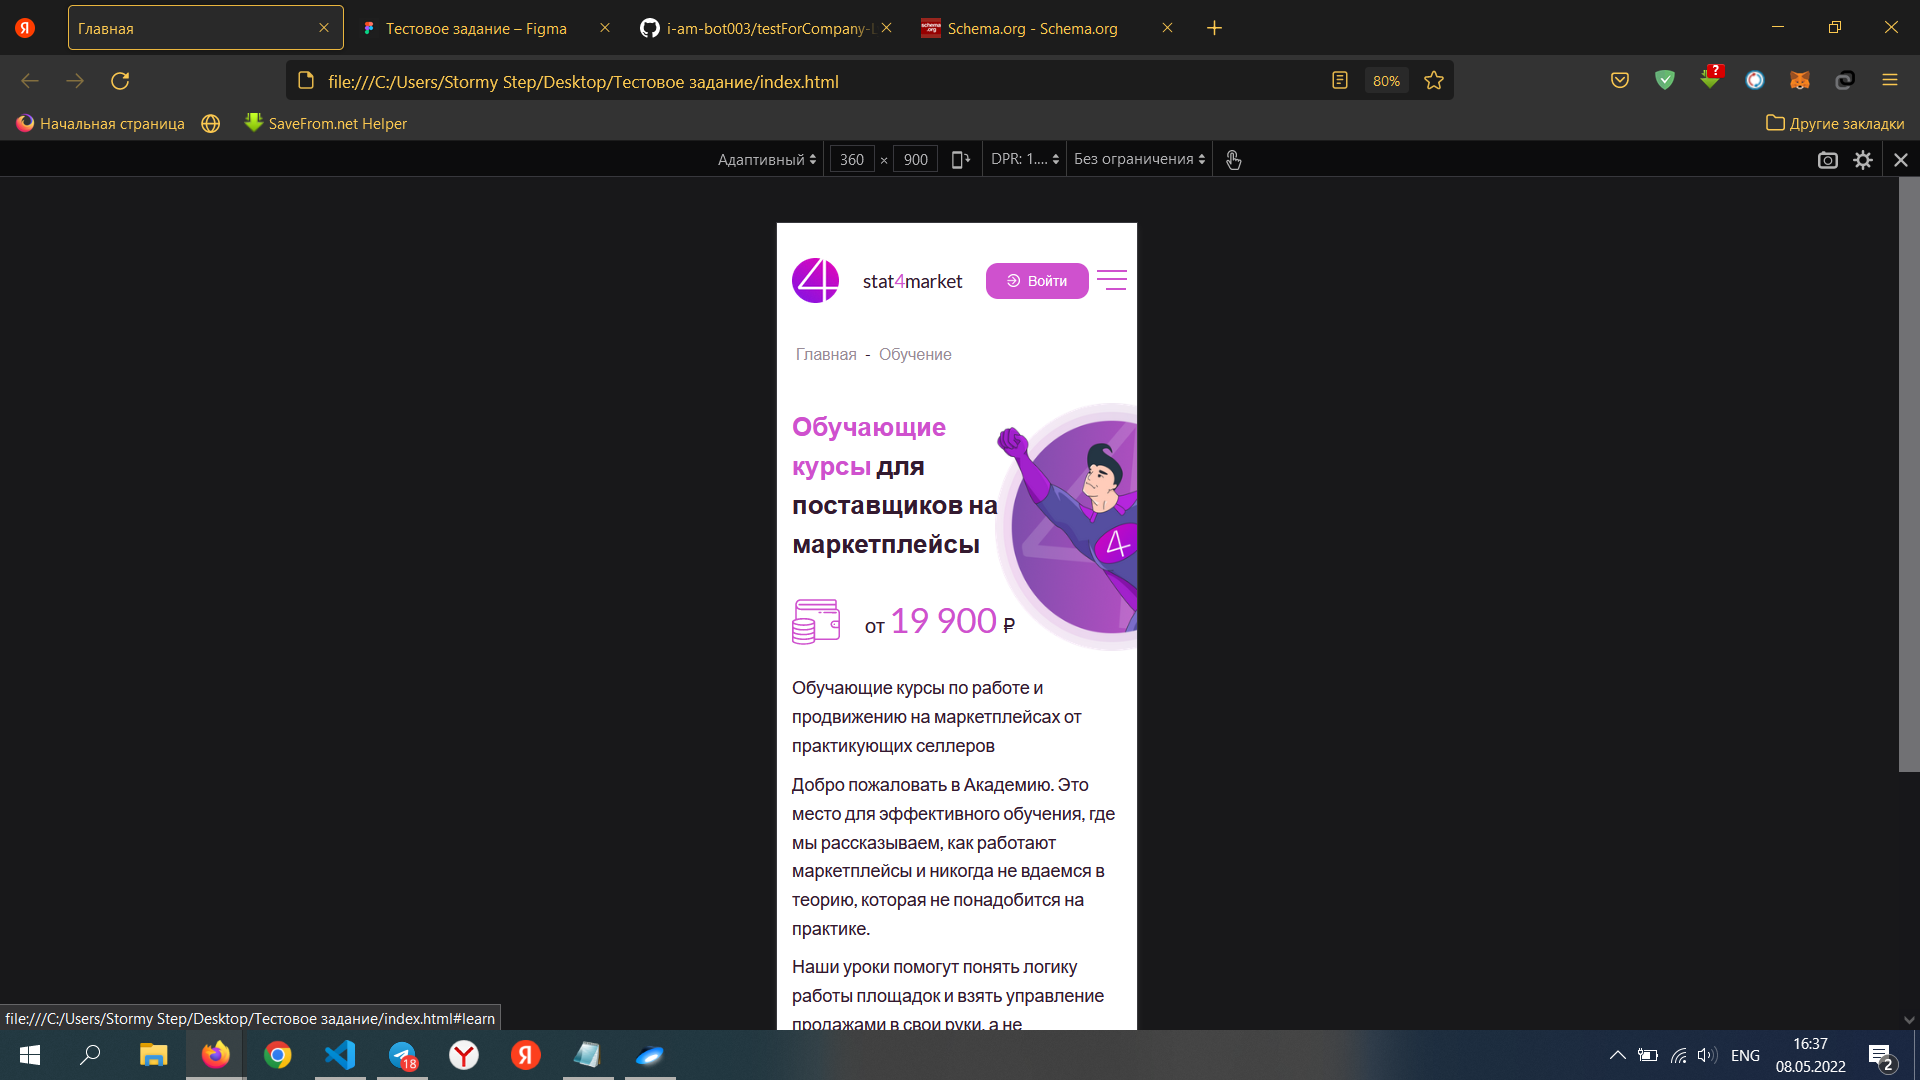 Главная
Тестовое задание – Figma
i-am-bot003/testForCompany-
Schema.org - Schema.org
file:///C:/Users/Stormy Step/Desktop/Тестовое задание/index.html
80%
?
Начальная страница
SaveFrom.net Helper
Другие закладки
Адаптивный
360 × 900
DPR: 1....
Без ограничения
4
stat4market
Войти
Главная - Обучение
Обучающие
курсы для
поставщиков на
маркетплейсы
4
от 19 900 ₽
Обучающие курсы по работе и
продвижению на маркетплейсах от
практикующих селлеров
Добро пожаловать в Академию. Это
место для эффективного обучения, где
мы рассказываем, как работают
маркетплейсы и никогда не вдаемся в
теорию, которая не понадобится на
практике.
Наши уроки помогут понять логику
работы площадок и взять управление
продажами в свои руки, а не
file:///C:/Users/Stormy Step/Desktop/Тестовое задание/index.html#learn
18
ENG
16:37
08.05.2022
2